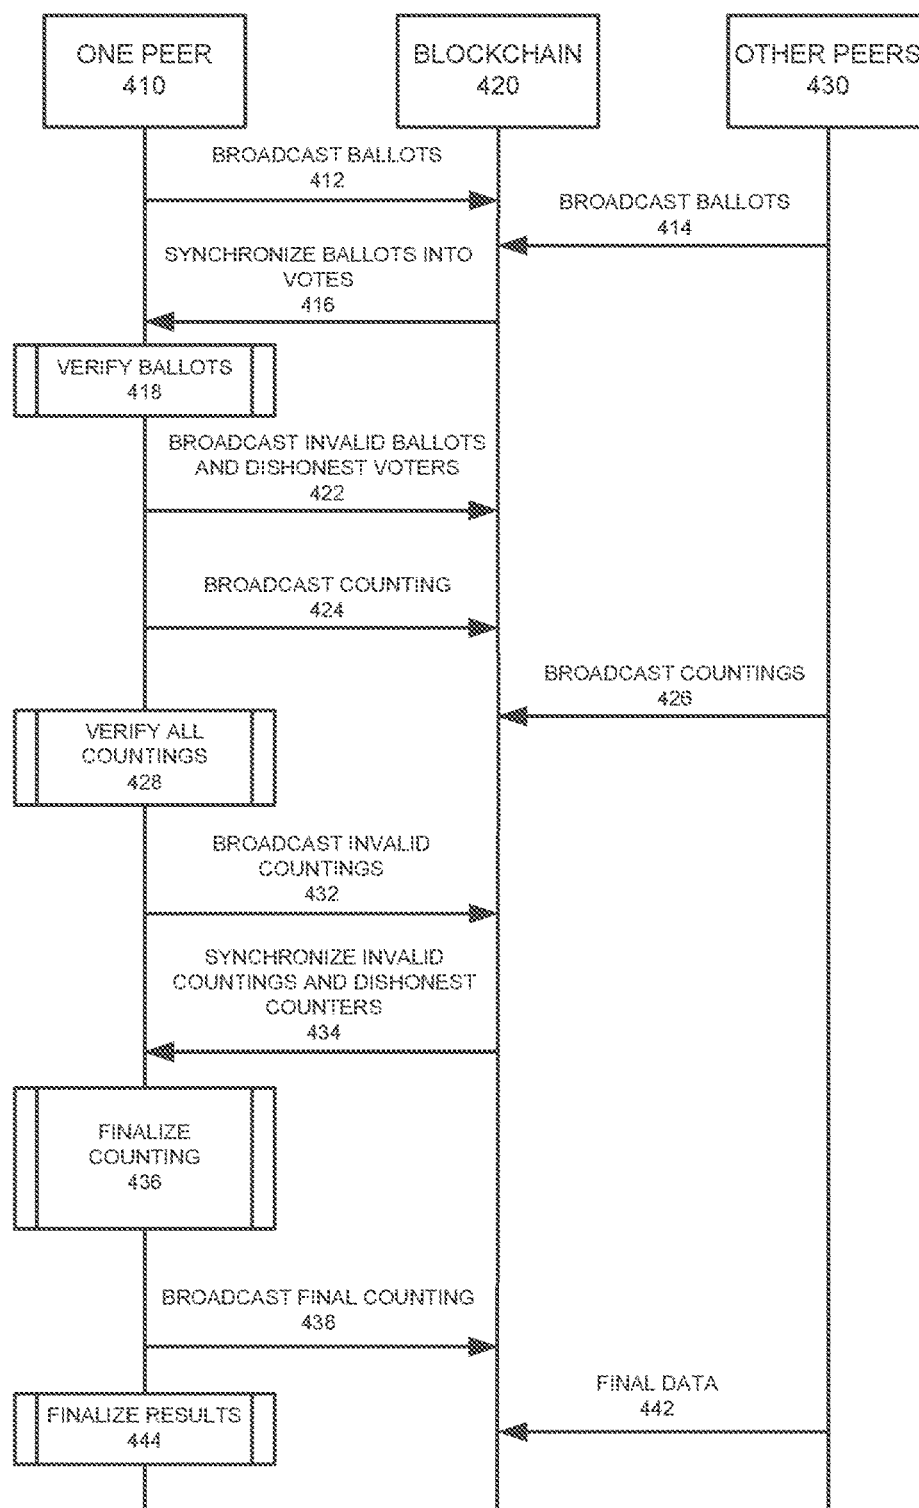 ONE PEER
410
BLOCKCHAIN
420
OTHER PEERS
430
BROADCAST BALLOTS
412
BROADCAST BALLOTS
414
SYNCHRONIZE BALLOTS INTO
VOTES
416
VERIFY BALLOTS
418
BROADCAST INVALID BALLOTS
AND DISHONEST VOTERS
422
BROADCAST COUNTING
424
BROADCAST COUNTINGS
426
VERIFY ALL
COUNTINGS
428
BROADCAST INVALID
COUNTINGS
432
SYNCHRONIZE INVALID
COUNTINGS AND DISHONEST
COUNTERS
434
FINALIZE
COUNTING
436
BROADCAST FINAL COUNTING
438
FINAL DATA
442
FINALIZE RESULTS
444